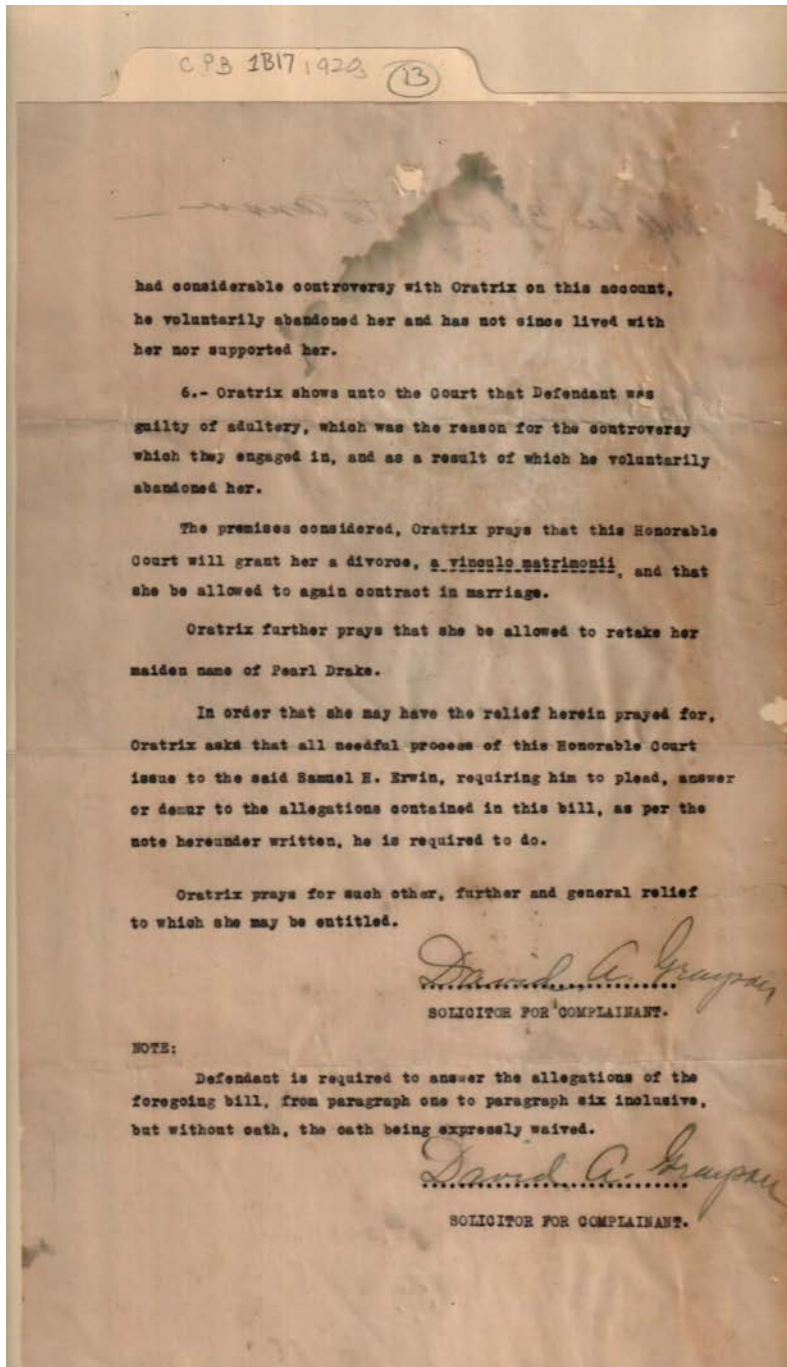 CPB 1B17 1920s 13
had considerable controversy with Oratrix on this account,
he voluntarily abandoned her and has not since lived with
her nor supported her.
6.- Oratrix shows unto the Court that Defendant was
guilty of adultery, which was the reason for the controversy
which they engaged in, and as a result of which he voluntarily
abandoned her.
The premises considered, Oratrix prays that this Honorable
Court will grant her a divorce, a vinculo matrimonii, and that
she be allowed to again contract in marriage.
Oratrix further prays that she be allowed to retake her
maiden name of Pearl Drake.
In order that she may have the relief herein prayed for,
Oratrix asks that all needful process of this Honorable Court
issue to the said Samuel H. Erwin, requiring him to plead, answer
or demur to the allegations contained in this bill, as per the
note hereunder written, he is required to do.
Oratrix prays for such other, further and general relief
to which she may be entitled.
David A. Grayson
SOLICITOR FOR COMPLAINANT.
NOTE:
Defendant is required to answer the allegations of the
foregoing bill, from paragraph one to paragraph six inclusive,
but without oath, the oath being expressly waived.
David A. Grayson
SOLICITOR FOR COMPLAINANT.